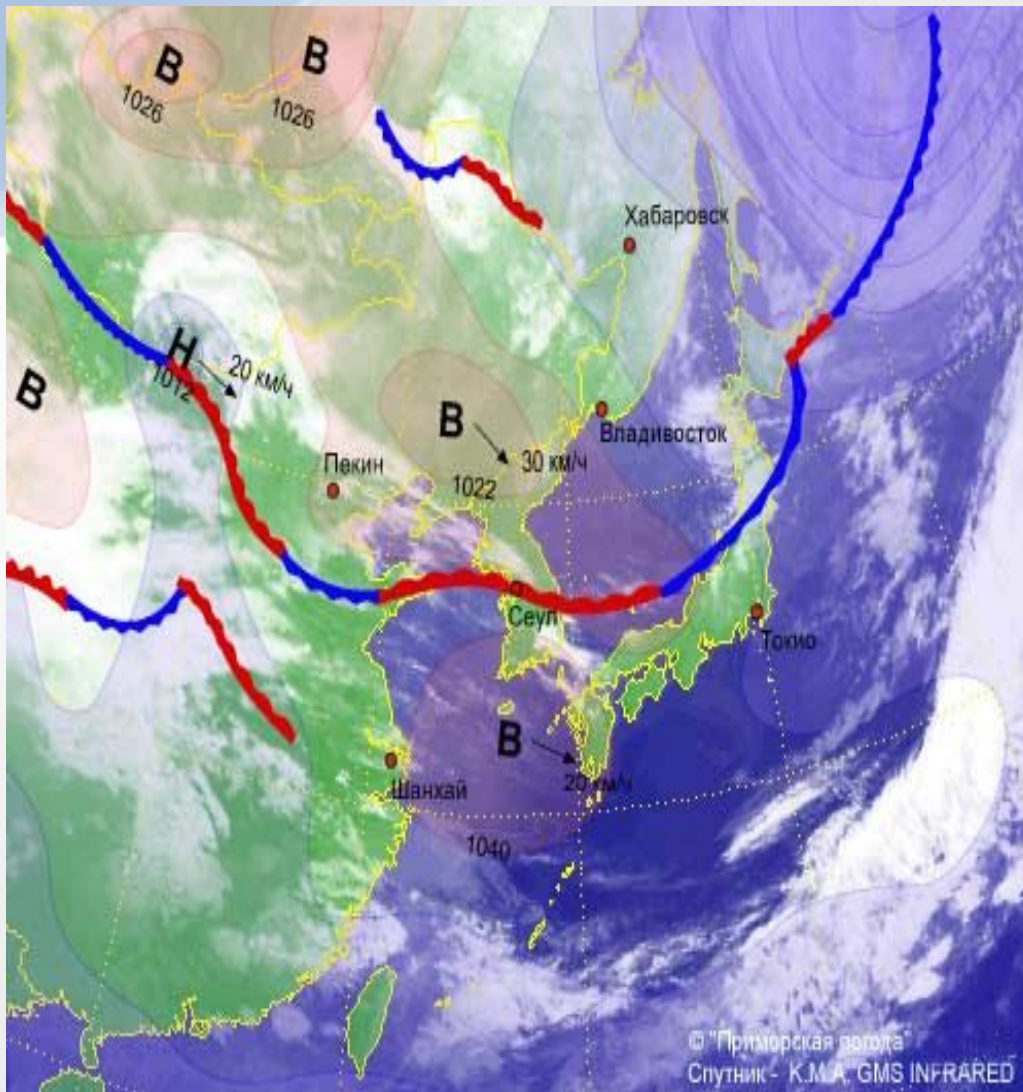 В
1026
В
1026
Хабаровск
Н
1012
20 км/ч
В
В
1022
30 км/ч
Владивосток
Пекин
Сеул
Токио
В
20 км/ч
1040
Шанхай
© "Приморская погода"
Спутник - K.M.A, GMS INFRARED